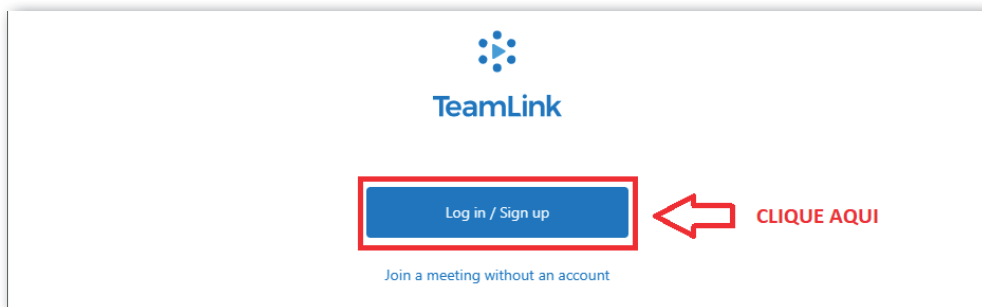 TeamLink
Log in / Sign up
CLIQUE AQUI
Join a meeting without an account